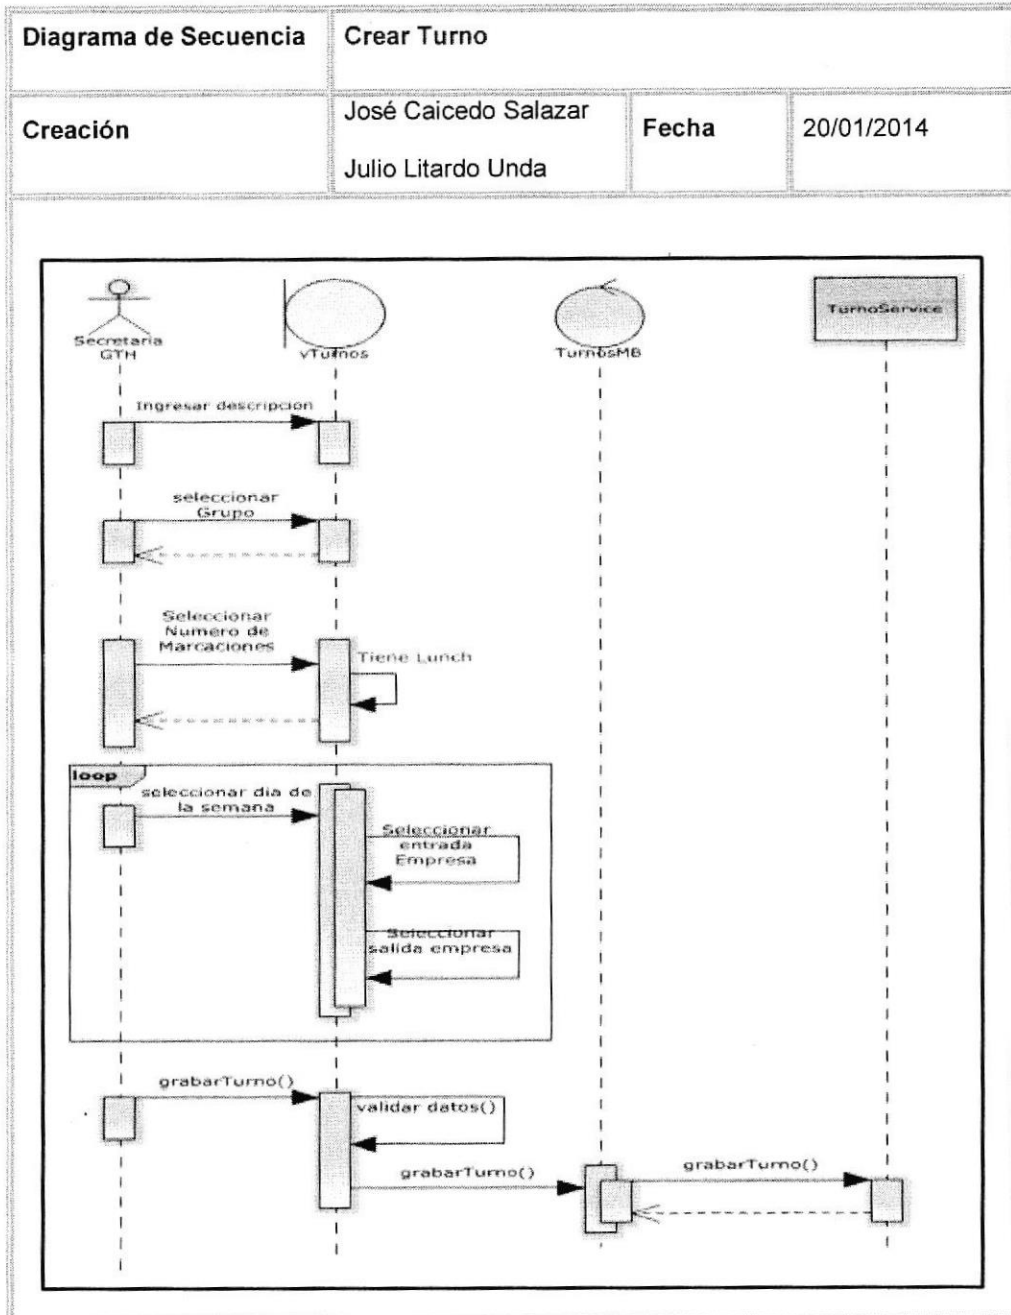 Diagrama de Secuencia
Crear Turno
Creación
José Caicedo Salazar
Julio Litardo Unda
Fecha
20/01/2014
Secretaria
GTH
vTurnos
TurnosMB
TurnoService
Ingresar descripcion
seleccionar
Grupo
Seleccionar
Numero de
Marcaciones
Tiene Lunch
loop
seleccionar dia de
la semana
Seleccionar
entrada
Empresa
Seleccionar
salida empresa
grabarTurno()
validar datos()
grabarTurno()
grabarTurno()